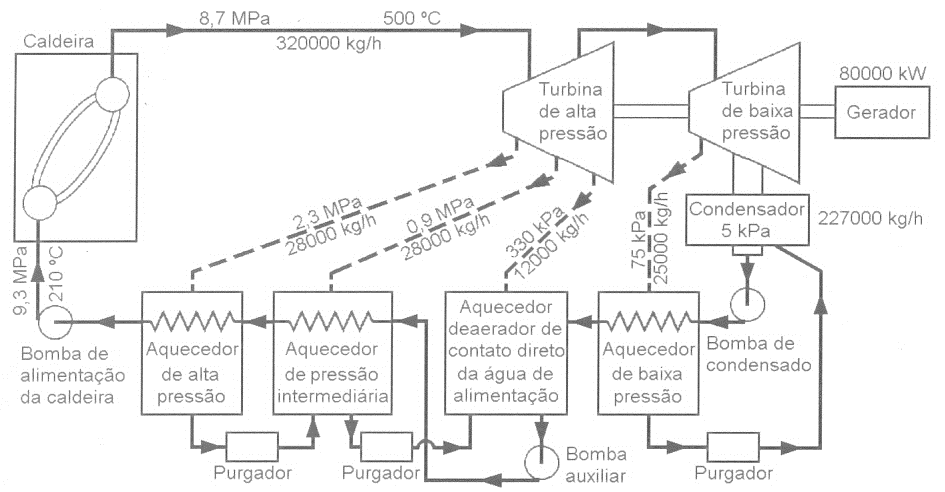 8,7 MPa
500 ºC
320000 kg/h
Caldeira
Turbina
de alta
pressão
Turbina
de baixa
pressão
80000 kW
Gerador
2,3 MPa
28000 kg/h
0,9 MPa
28000 kg/h
330 kPa
12000 kg/h
75 kPa
25000 kg/h
Condensador
5 kPa
227000 kg/h
9,3 MPa
210 ºC
Bomba de
alimentação
da caldeira
Aquecedor
de alta
pressão
Aquecedor
de pressão
intermediária
Aquecedor
deaerador de
contato direto
da água de
alimentação
Aquecedor
de baixa
pressão
Bomba de
condensado
Purgador
Purgador
Bomba
auxiliar
Purgador